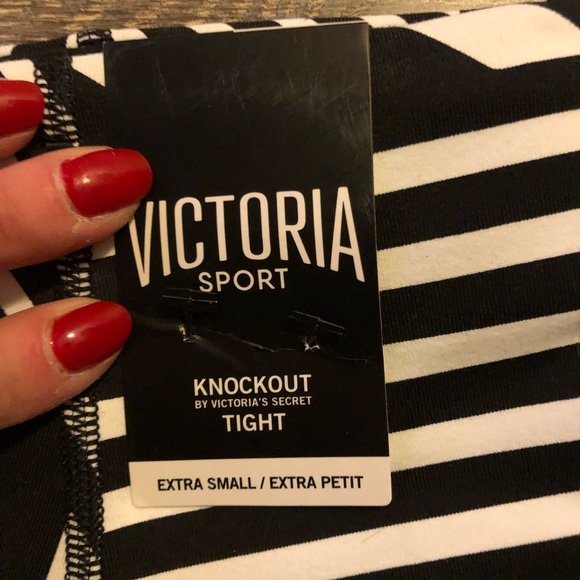 VICTORIA
SPORT
KNOCKOUT
BY VICTORIA'S SECRET
TIGHT
EXTRA SMALL / EXTRA PETIT